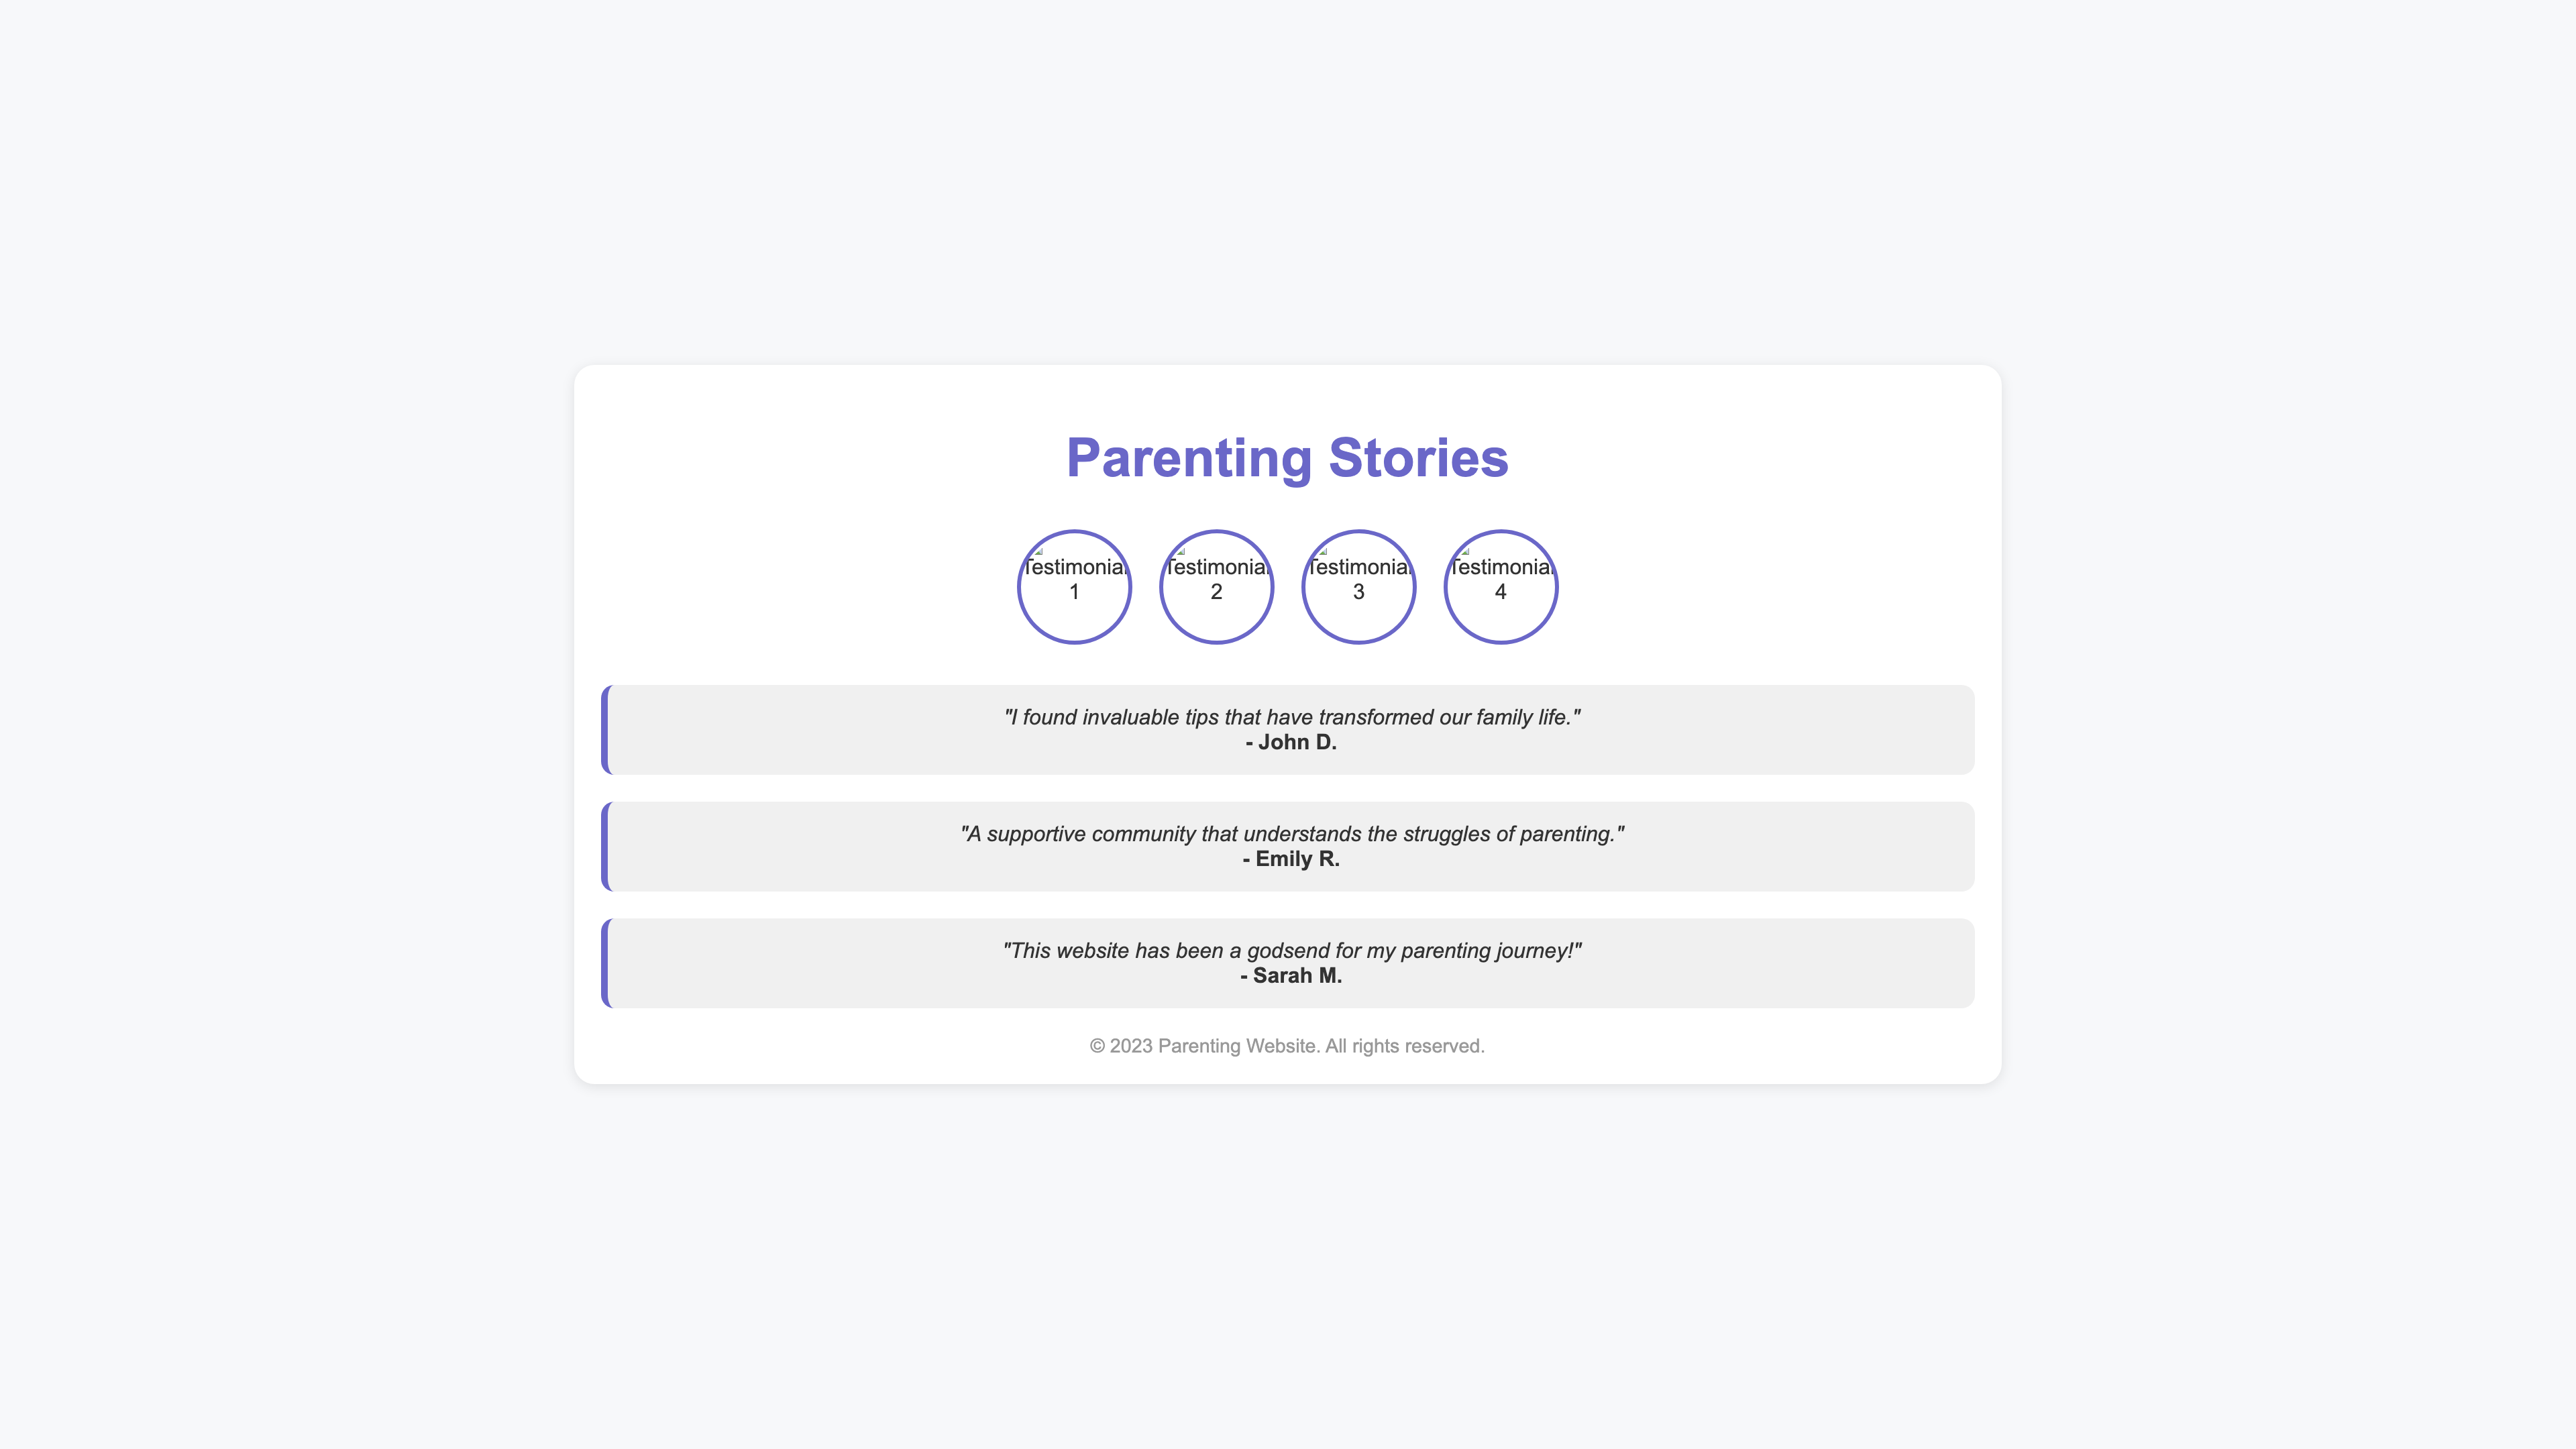 Parenting Stories
Testimonial Testimonial Testimonial Testimonial
1 2 3 4
"I found invaluable tips that have transformed our family life."
- John D.
"A supportive community that understands the struggles of parenting."
- Emily R.
"This website has been a godsend for my parenting journey!"
- Sarah M.
© 2023 Parenting Website. All rights reserved.